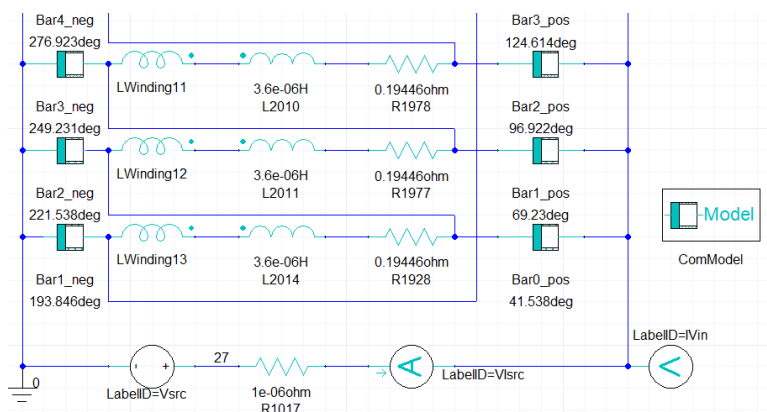 Bar4_neg
276.923deg
Bar3_pos
124.614deg
LWinding11
3.6e-06H
L2010
0.19446ohm
R1978
Bar3_neg
249.231deg
Bar2_pos
96.922deg
LWinding12
3.6e-06H
L2011
0.19446ohm
R1977
Bar2_neg
221.538deg
Bar1_pos
69.23deg
Model
LWinding13
3.6e-06H
L2014
0.19446ohm
R1928
ComModel
Bar1_neg
193.846deg
Bar0_pos
41.538deg
LabelID=IVin
27
A
V
0
LabelID=Vsrc
LabelID=VIsrc
1e-06ohm
R1017